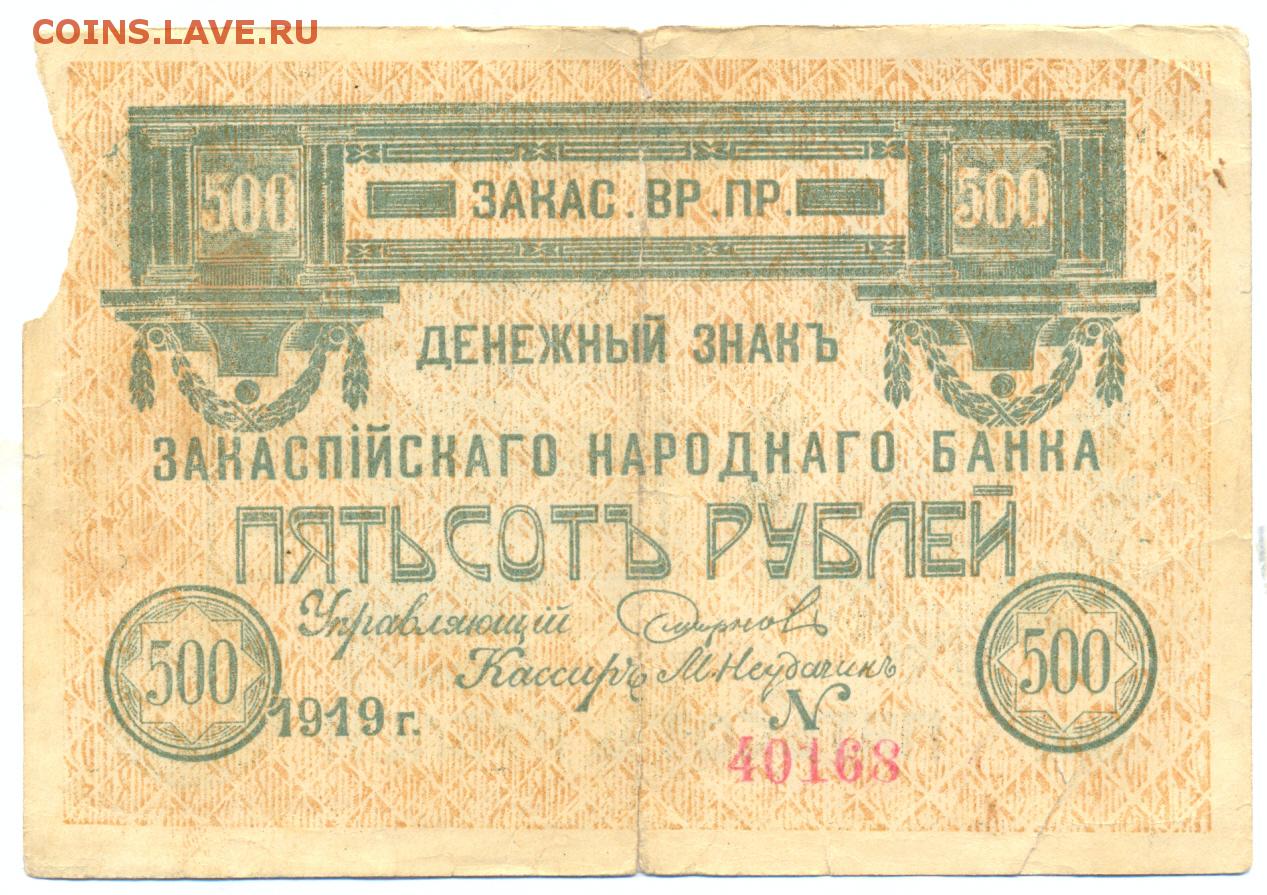 COINS.LAVE.RU
500 ЗАКАС. ВР. ПР. 500
ДЕНЕЖНЫЙ ЗНАКЪ
ЗАКАСПІЙСКАГО НАРОДНАГО БАНКА
ПЯТЬСОТЪ РУБЛЕЙ
Управляющій Смирновъ
Кассиръ М. Неудачинъ
500 1919 г. N 500
40168